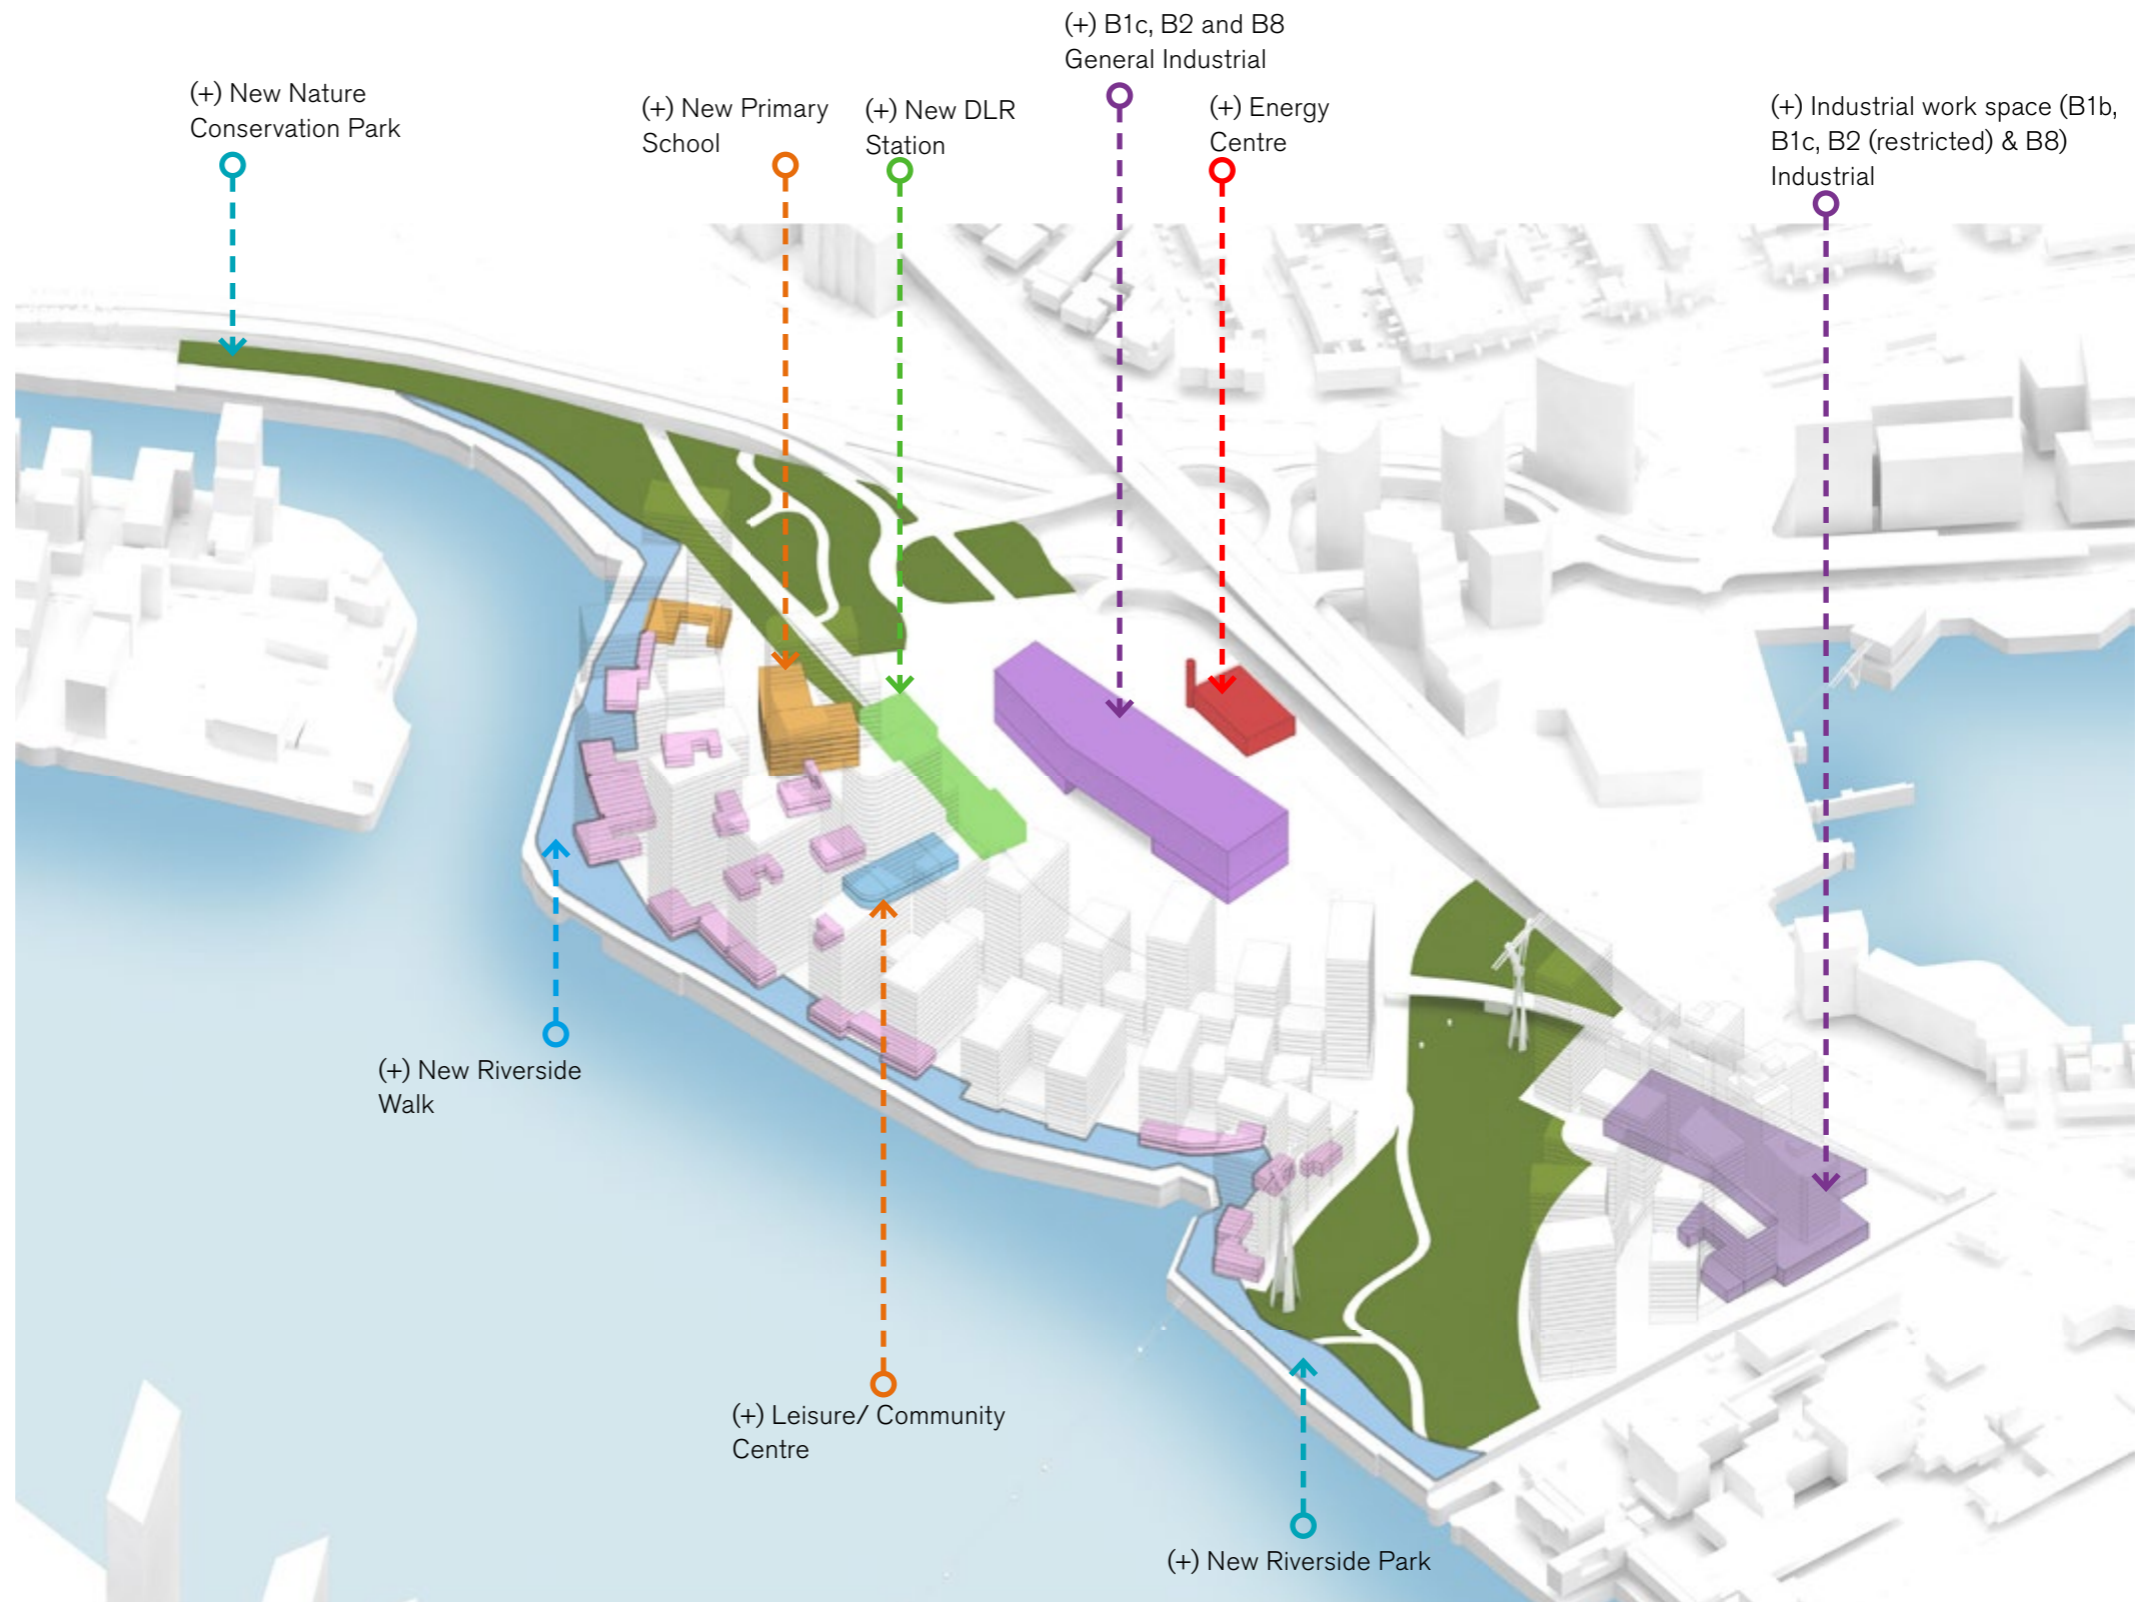 (+) B1c, B2 and B8
General Industrial
(+) New Nature
Conservation Park
(+) New Primary
School
(+) New DLR
Station
(+) Energy
Centre
(+) Industrial work space (B1b,
B1c, B2 (restricted) & B8)
Industrial
(+) New Riverside
Walk
(+) Leisure/ Community
Centre
(+) New Riverside Park